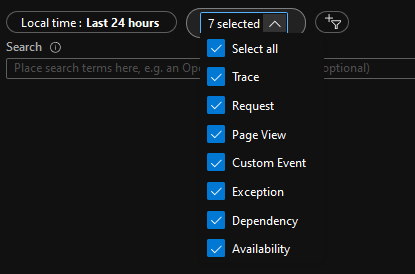 Local time : Last 24 hours
7 selected
Search
Place search terms here, e.g. an Op
optional)
Select all
Trace
Request
Page View
Custom Event
Exception
Dependency
Availability